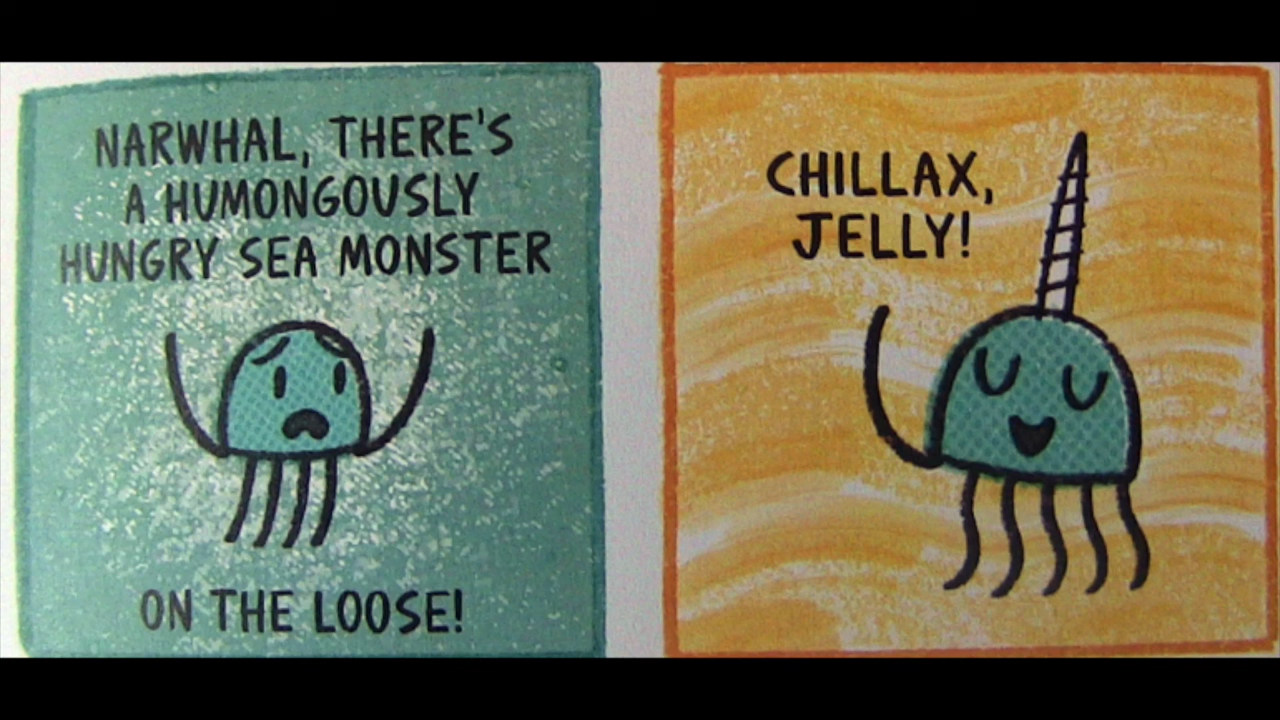 NARWHAL, THERE'S
A HUMONGOUSLY
HUNGRY SEA MONSTER
ON THE LOOSE!
CHILLAX,
JELLY!